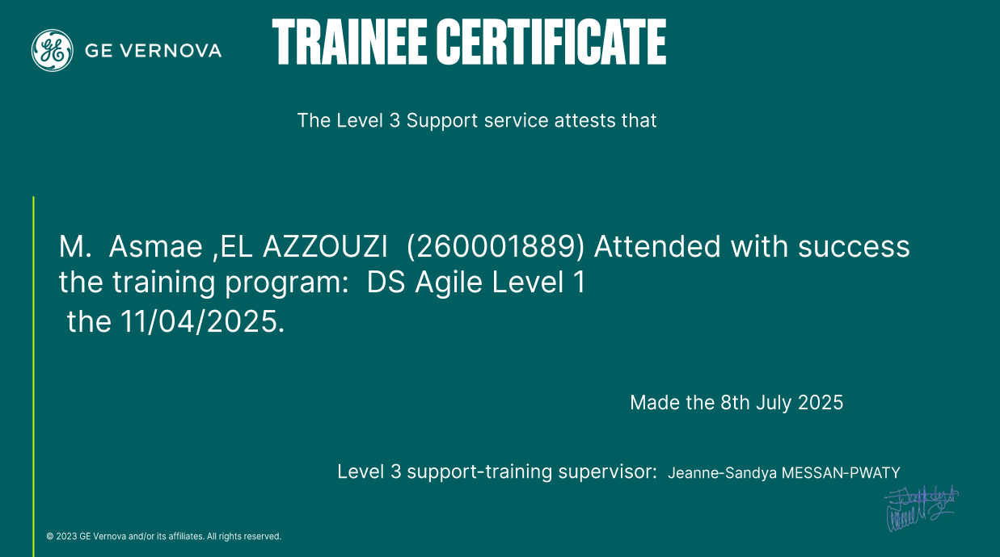 GE VERNOVA
TRAINEE CERTIFICATE
The Level 3 Support service attests that
M.  Asmae ,EL AZZOUZI  (260001889) Attended with success
the training program:  DS Agile Level 1
the 11/04/2025.
Made the 8th July 2025
Level 3 support-training supervisor:  Jeanne-Sandya MESSAN-PWATY
© 2023 GE Vernova and/or its affiliates. All rights reserved.